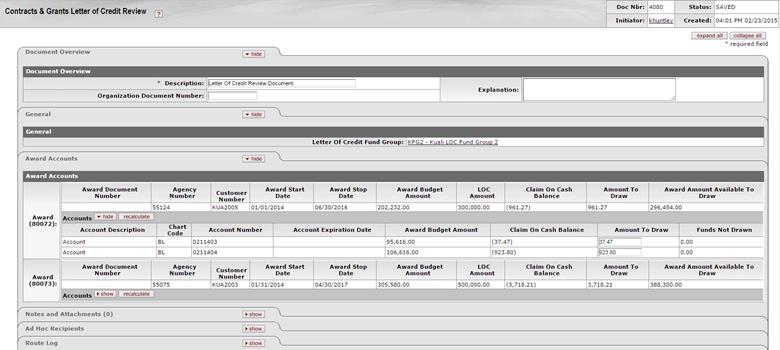 Contracts & Grants Letter of Credit Review ?
Doc Nbr: 4080 Status: SAVED
Initiator: khuntley Created: 04:01 PM 02/23/2015
expand all collapse all
* required field
Document Overview hide
Document Overview
* Description: Letter Of Credit Review Document. Explanation:
Organization Document Number:
General hide
General
Letter Of Credit Fund Group: KFG2 - Kuali LOC Fund Group 2
Award Accounts hide
Award Accounts
Award (80072):
Award Document Number Agency Number Customer Number Award Start Date Award Stop Date Award Budget Amount LOC Amount Claim On Cash Balance Amount To Draw Award Amount Available To Draw
55124 KUA2005 01/01/2014 06/30/2016 202,232.00 300,000.00 (961.27) 961.27 296,454.00
Accounts hide recalculate
Account Description Chart Code Account Number Account Expiration Date Award Budget Amount Claim On Cash Balance Amount To Draw Funds Not Drawn
Account BL 0211403 95,616.00 (37.47) 37.47 0.00
Account BL 0211404 106,616.00 (923.80) 923.80 0.00
Award (80073):
Award Document Number Agency Number Customer Number Award Start Date Award Stop Date Award Budget Amount LOC Amount Claim On Cash Balance Amount To Draw Award Amount Available To Draw
55075 KUA2003 01/31/2014 04/30/2017 305,580.00 500,000.00 (3,718.21) 3,718.21 388,300.00
Accounts show recalculate
Notes and Attachments (0) show
Ad Hoc Recipients show
Route Log show